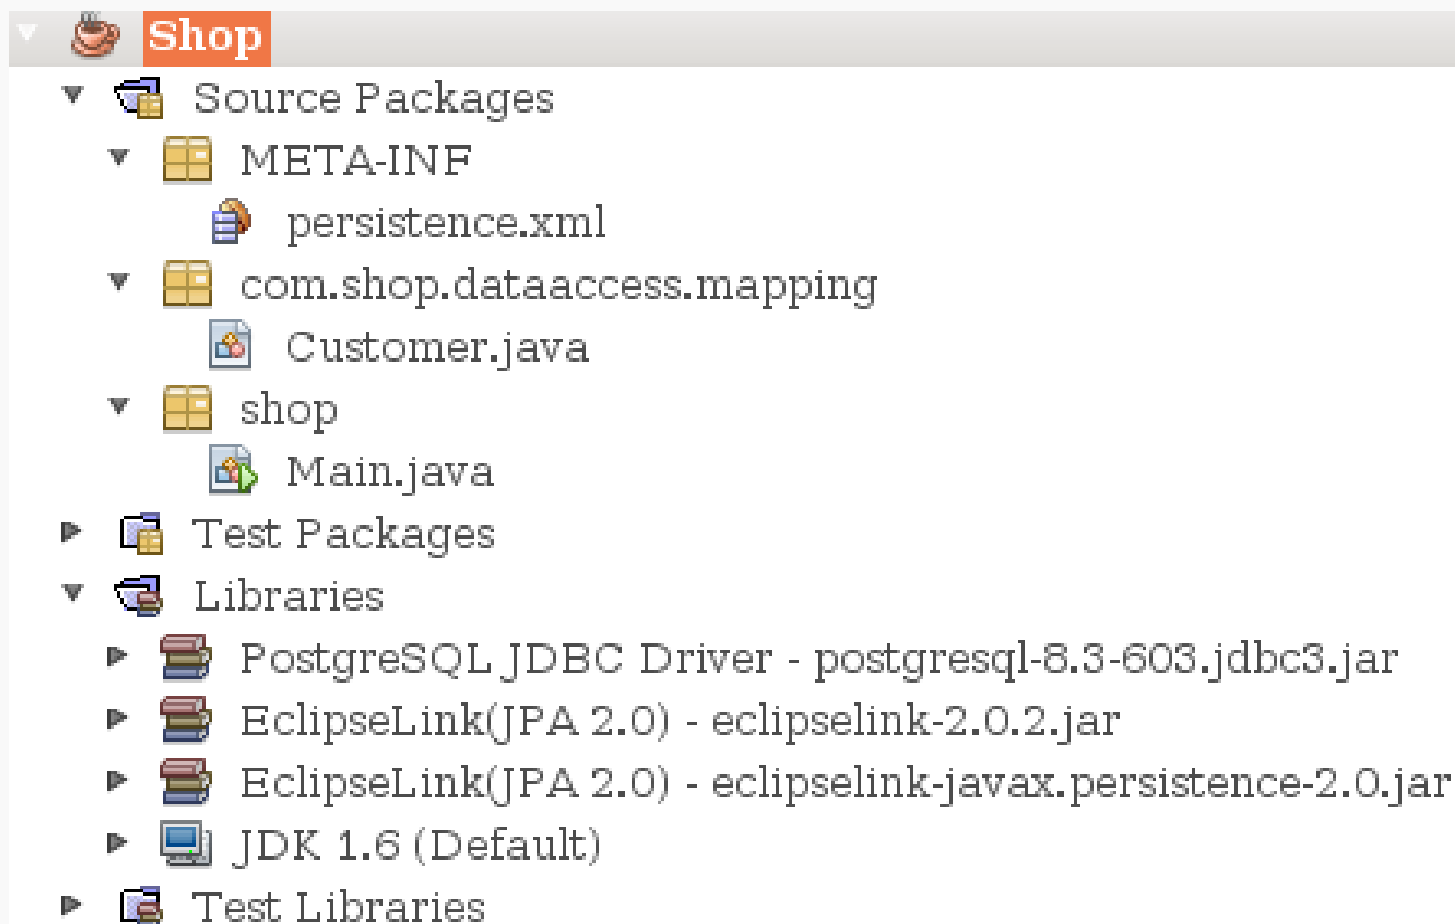 Shop
Source Packages
META-INF
persistence.xml
com.shop.dataaccess.mapping
Customer.java
shop
Main.java
Test Packages
Libraries
PostgreSQL JDBC Driver - postgresql-8.3-603.jdbc3.jar
EclipseLink(JPA 2.0) - eclipselink-2.0.2.jar
EclipseLink(JPA 2.0) - eclipselink-javax.persistence-2.0.jar
JDK 1.6 (Default)
Test Libraries